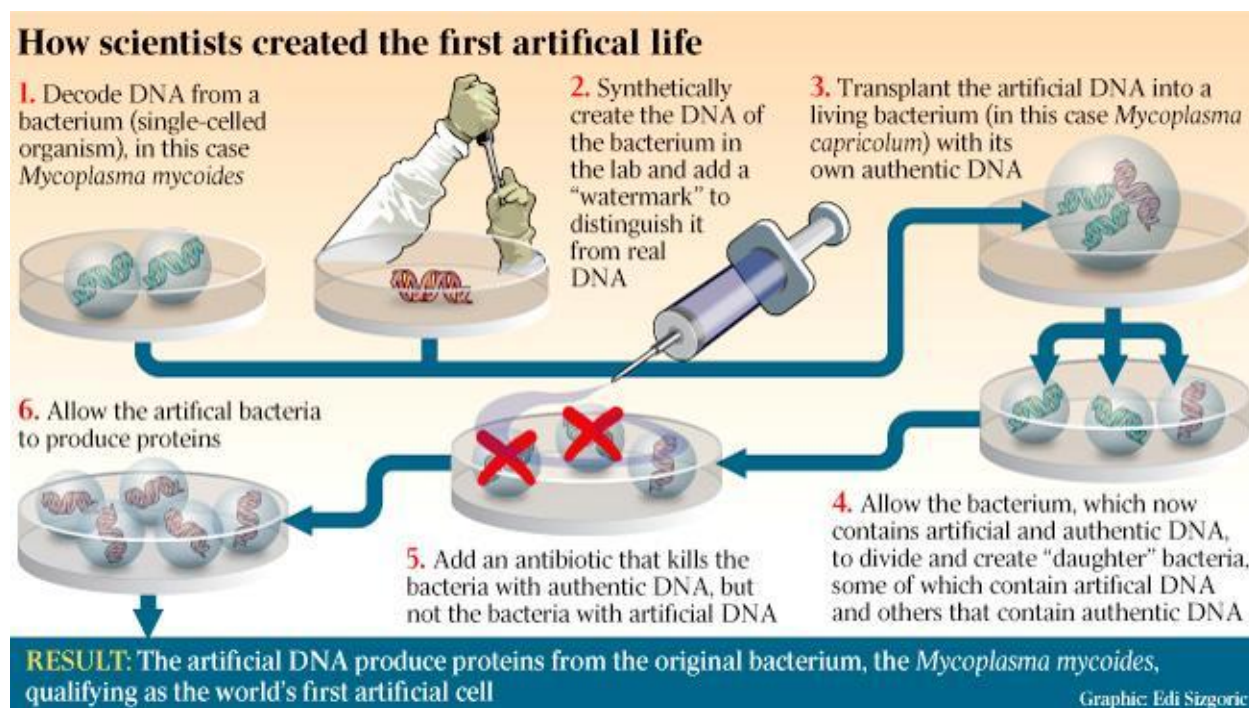 How scientists created the first artifical life
1. Decode DNA from a
bacterium (single-celled
organism), in this case
Mycoplasma mycoides
2. Synthetically
create the DNA of
the bacterium in
the lab and add a
“watermark” to
distinguish it
from real
DNA
3. Transplant the artificial DNA into a
living bacterium (in this case Mycoplasma
capricolum) with its
own authentic DNA
4. Allow the bacterium, which now
contains artificial and authentic DNA,
to divide and create “daughter” bacteria,
some of which contain artifical DNA
and others that contain authentic DNA
5. Add an antibiotic that kills the
bacteria with authentic DNA, but
not the bacteria with artificial DNA
6. Allow the artifical bacteria
to produce proteins
RESULT: The artificial DNA produce proteins from the original bacterium, the Mycoplasma mycoides,
qualifying as the world’s first artificial cell
Graphic: Edi Sizgoric